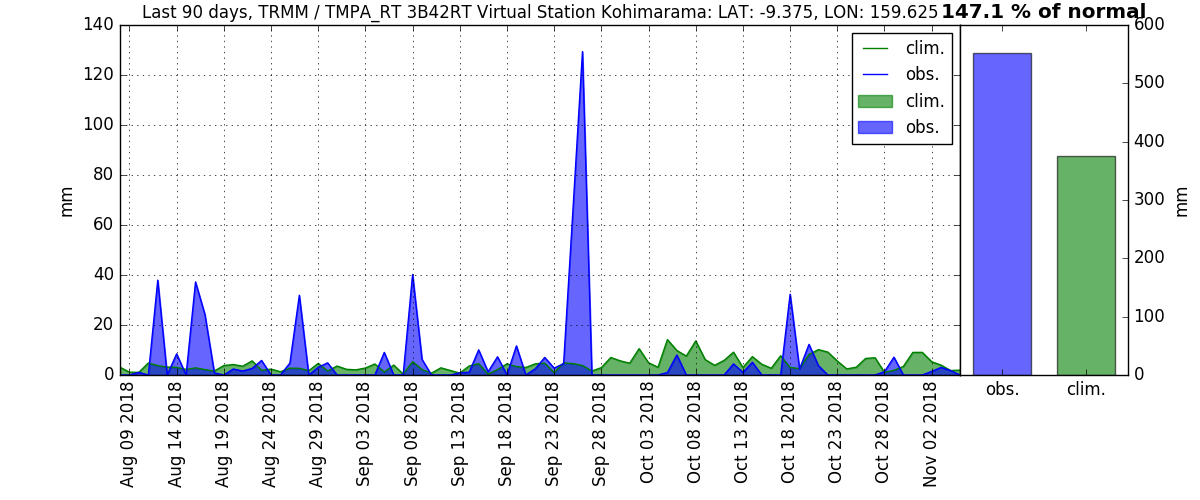 Last 90 days, TRMM / TMPA_RT 3B42RT Virtual Station Kohimarama: LAT: -9.375, LON: 159.625 147.1 % of normal
140
120
100
80
60
40
20
0
mm
clim.
obs.
clim.
obs.
600
500
400
300
200
100
0
mm
Aug 09 2018
Aug 14 2018
Aug 19 2018
Aug 24 2018
Aug 29 2018
Sep 03 2018
Sep 08 2018
Sep 13 2018
Sep 18 2018
Sep 23 2018
Sep 28 2018
Oct 03 2018
Oct 08 2018
Oct 13 2018
Oct 18 2018
Oct 23 2018
Oct 28 2018
Nov 02 2018
obs.
clim.